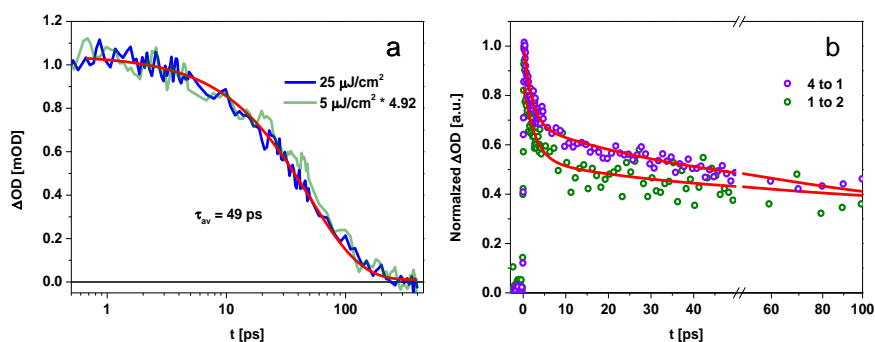 a
1.2
1.0
0.8
0.6
0.4
0.2
0.0
ΔOD [mOD]
25 μJ/cm²
5 μJ/cm² * 4.92
τav = 49 ps
1
10
100
t [ps]
b
1.0
0.8
0.6
0.4
0.2
0.0
Normalized ΔOD [a.u.]
4 to 1
1 to 2
0
10
20
30
40
60
80
100
t [ps]